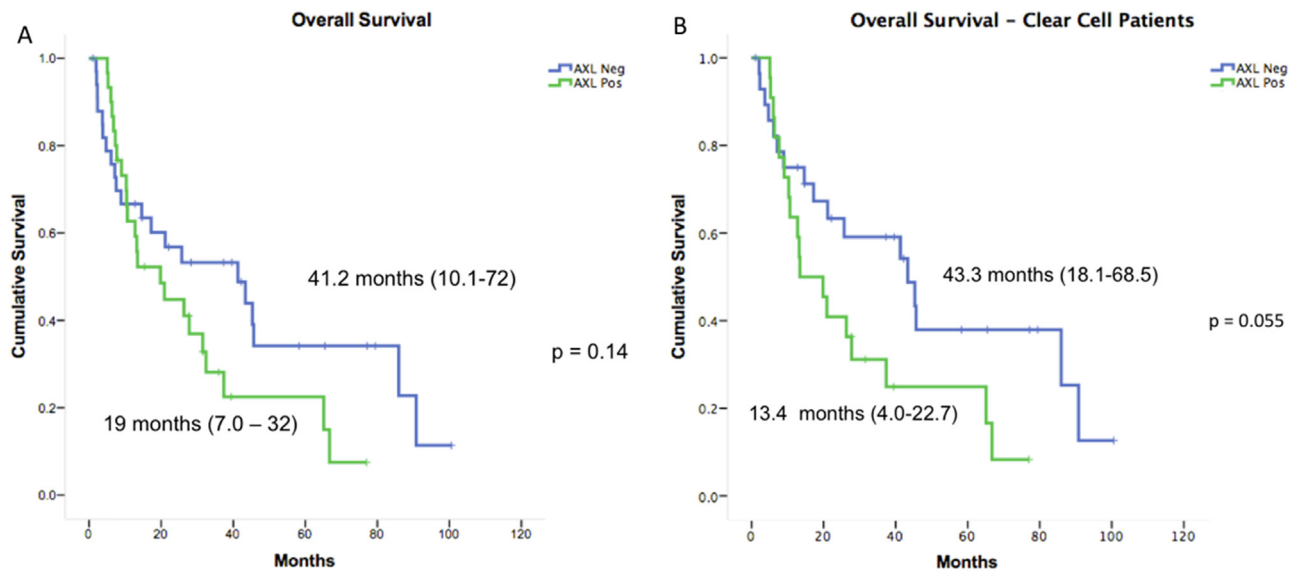 A
Overall Survival
AXL Neg
AXL Pos
Cumulative Survival
1.0
0.8
0.6
0.4
0.2
0.0
41.2 months (10.1-72)
p = 0.14
19 months (7.0 – 32)
0 20 40 60 80 100 120
Months
B
Overall Survival – Clear Cell Patients
AXL Neg
AXL Pos
Cumulative Survival
1.0
0.8
0.6
0.4
0.2
0.0
43.3 months (18.1-68.5)
p = 0.055
13.4 months (4.0-22.7)
0 20 40 60 80 100 120
Months